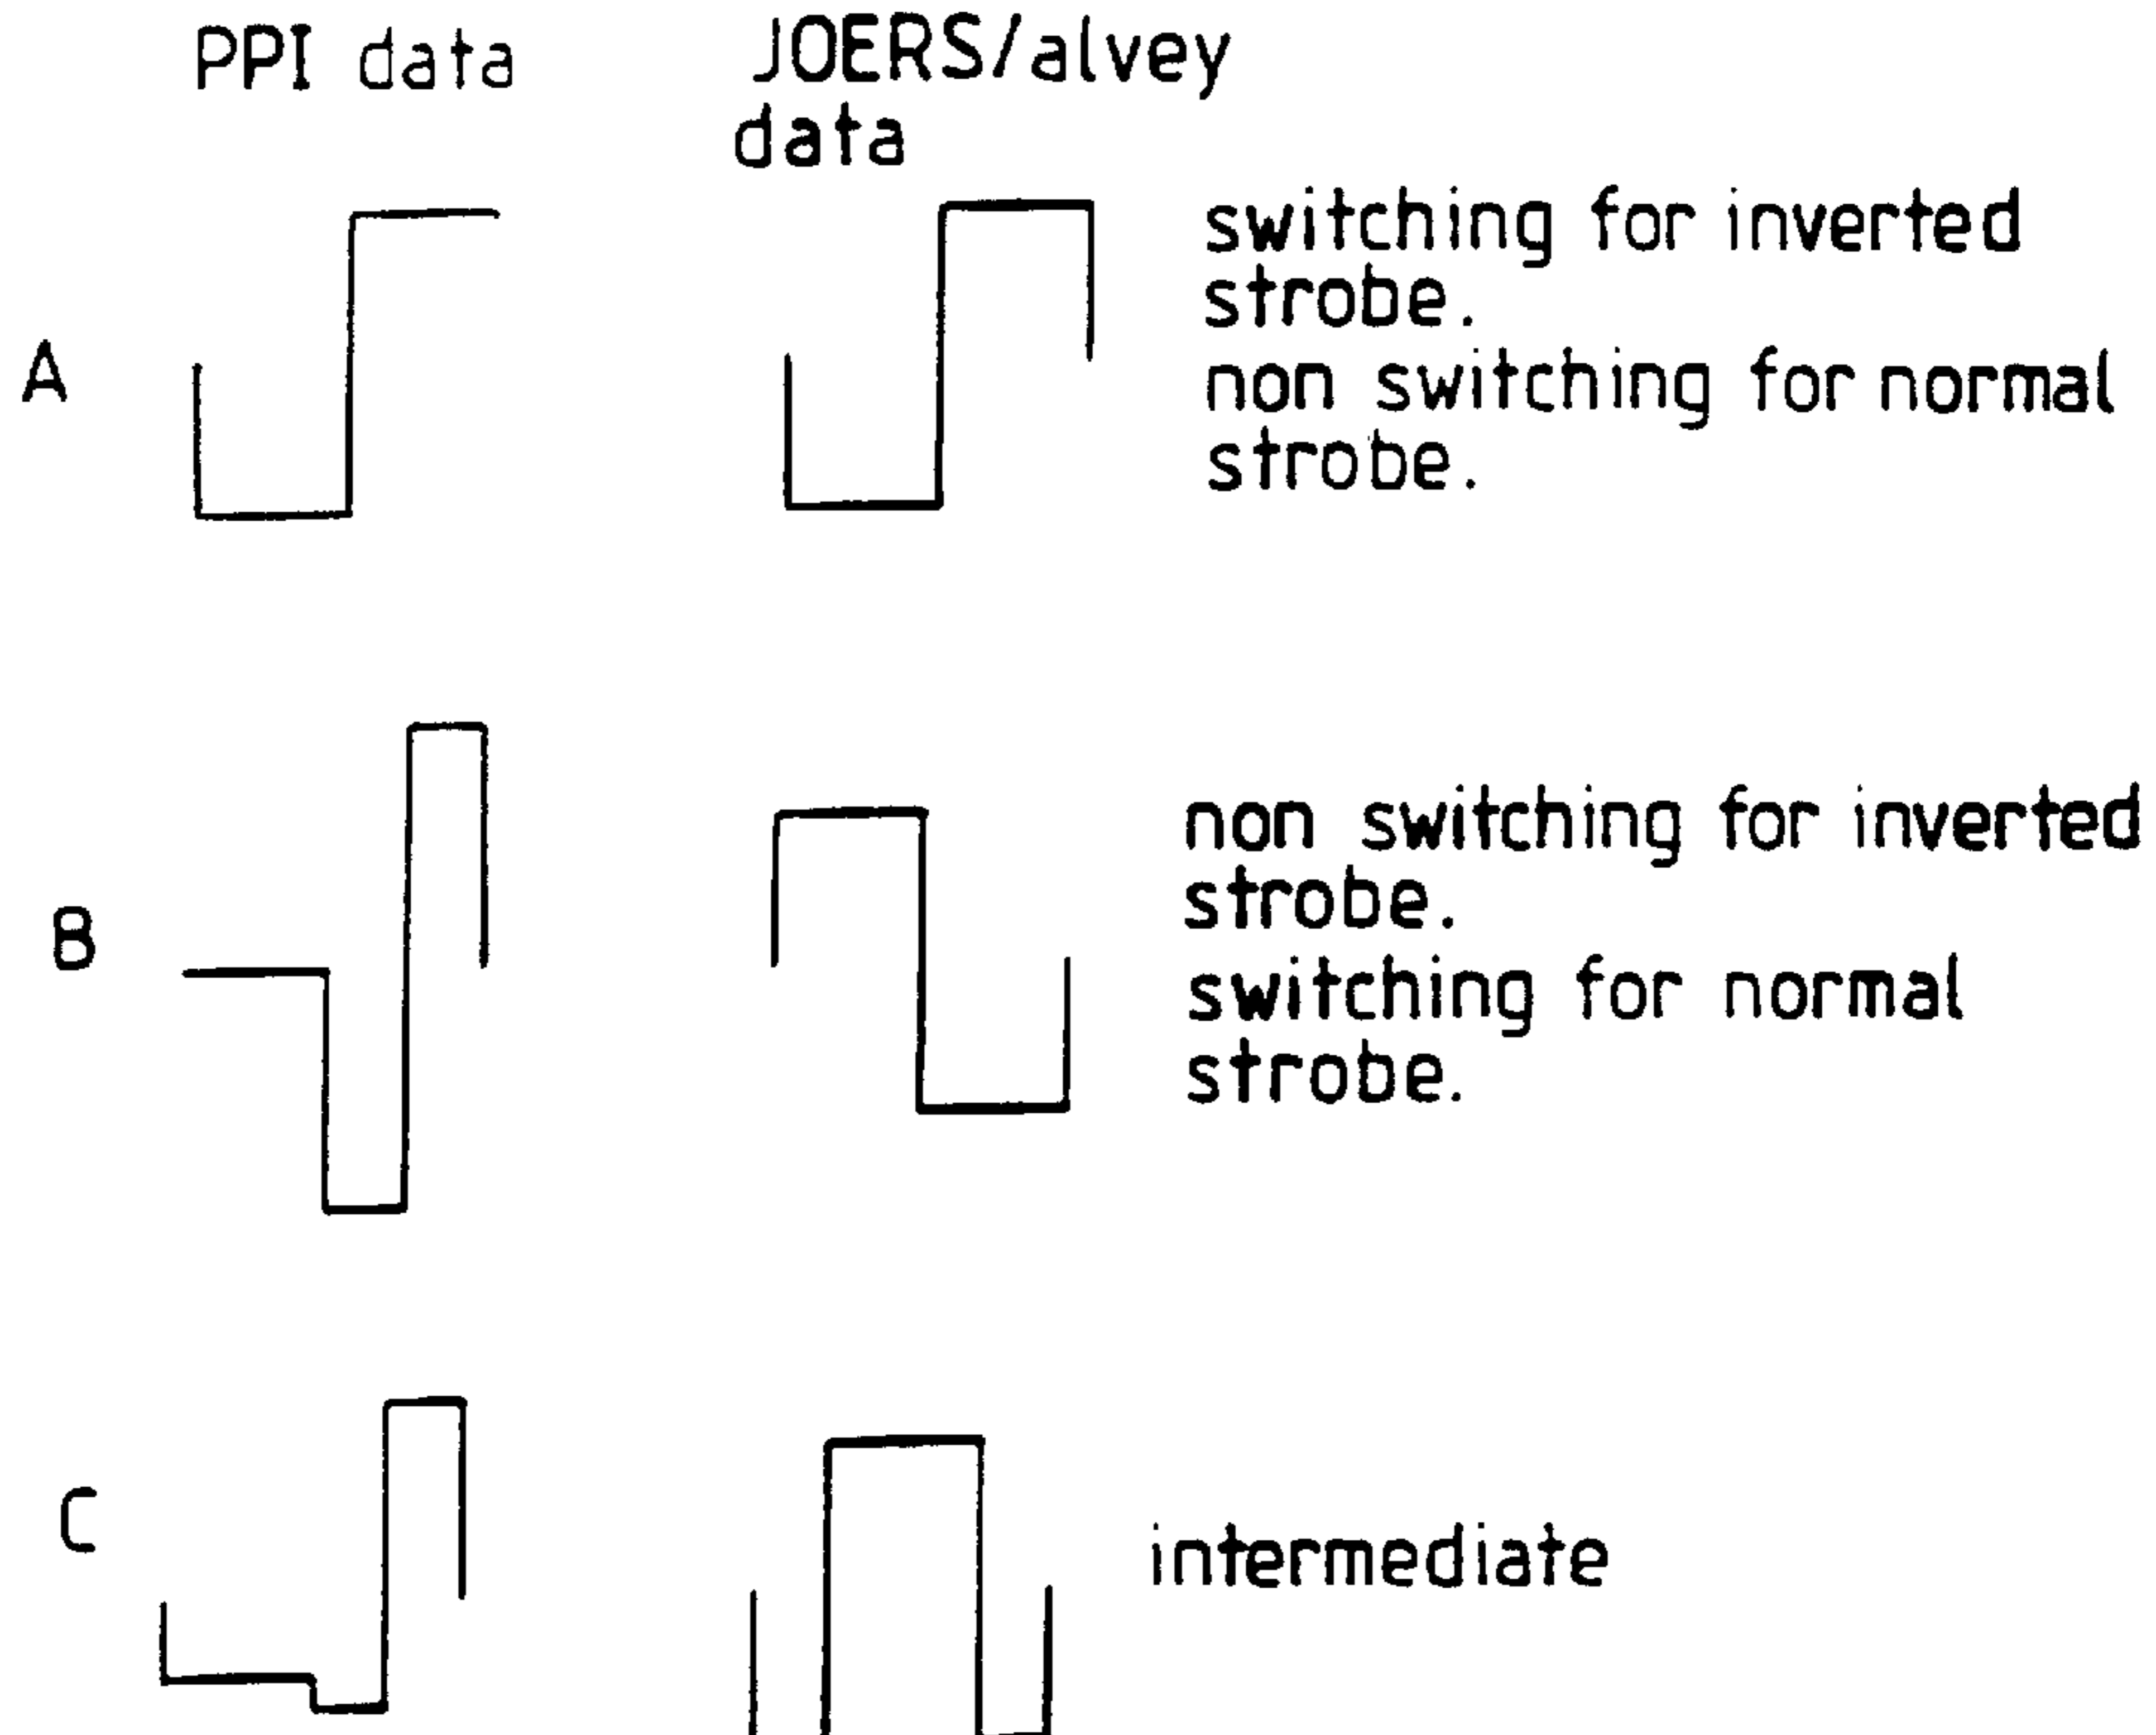 PPI data
JOERS/alvey
data
A
switching for inverted
strobe.
non switching for normal
strobe.
B
non switching for inverted
strobe.
switching for normal
strobe.
C
intermediate